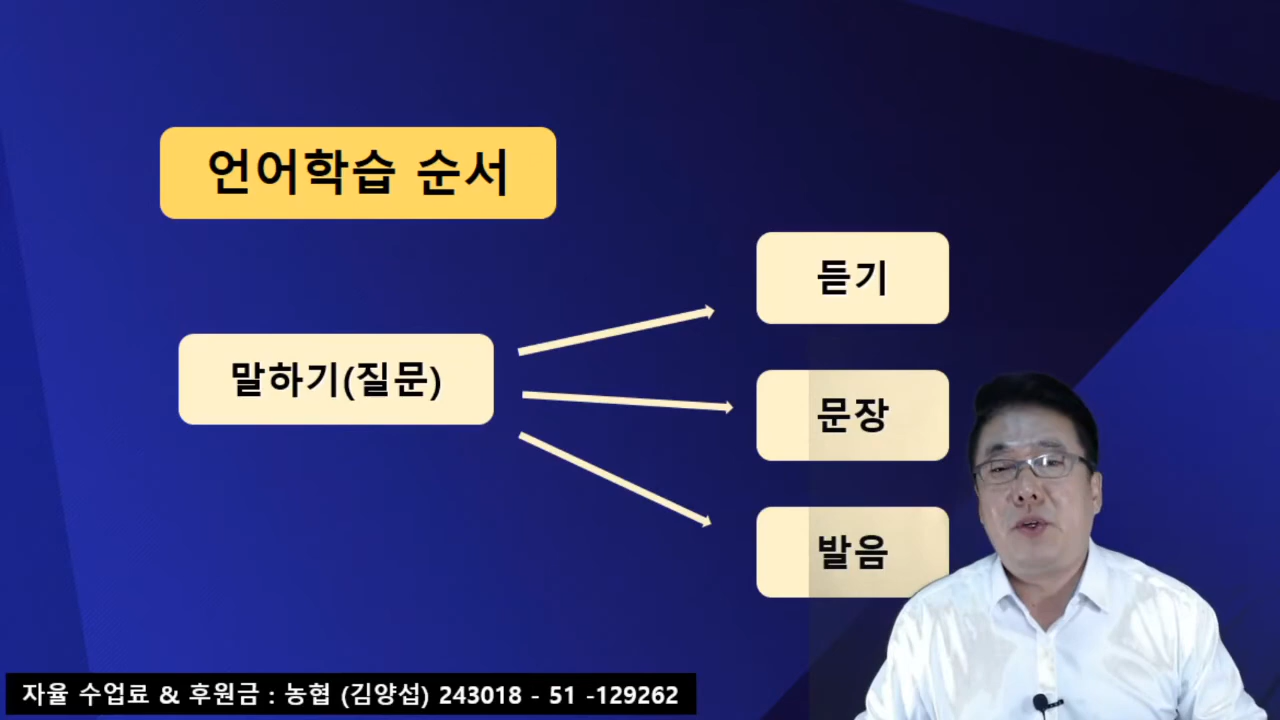 언어학습 순서
듣기
말하기(질문)
문장
발음
자율 수업료 & 후원금 : 농협 (김양섭) 243018 - 51 -129262